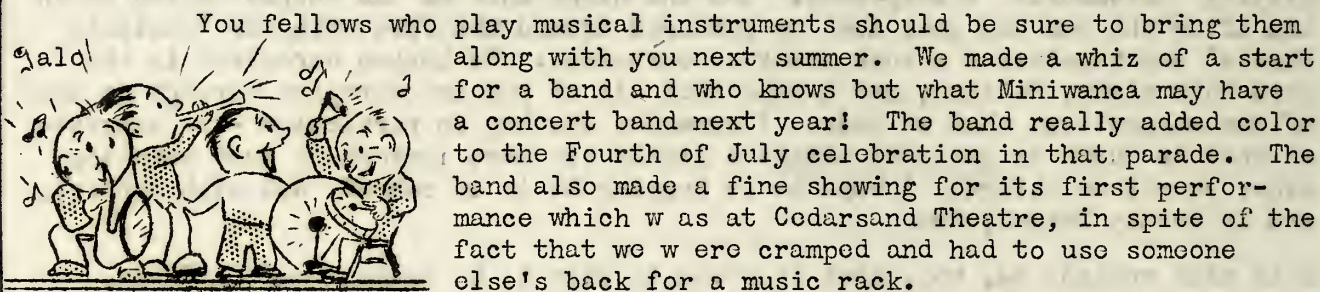 You fellows who play musical instruments should be sure to bring them
along with you next summer. We made a whiz of a start
for a band and who knows but what Miniwanca may have
a concert band next year! The band really added color
to the Fourth of July celebration in that parade. The
band also made a fine showing for its first perfor-
mance which w as at Cedarsand Theatre, in spite of the
fact that we w ere cramped and had to use someone
else's back for a music rack.